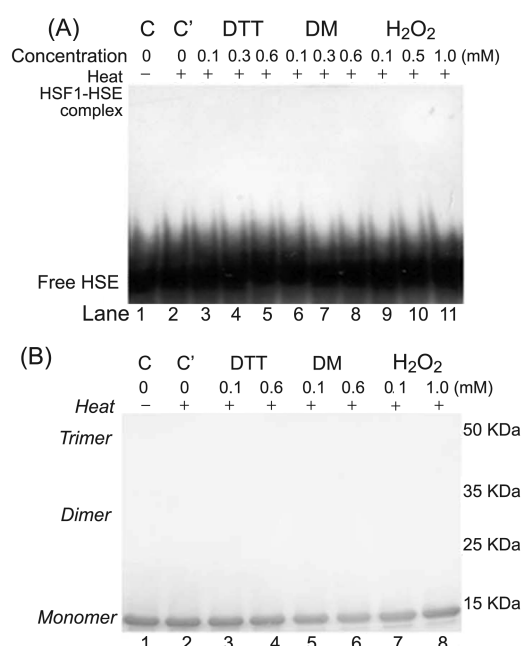 (A)
C C' DTT DM H2O2
Concentration 0 0 0.1 0.3 0.6 0.1 0.3 0.6 0.1 0.5 1.0 (mM)
Heat − + + + + + + + + + +
HSF1-HSE
complex
Free HSE
Lane 1 2 3 4 5 6 7 8 9 10 11
(B)
C C' DTT DM H2O2
0 0 0.1 0.6 0.1 0.6 0.1 1.0 (mM)
Heat − + + + + + + +
Trimer 50 KDa
35 KDa
Dimer
25 KDa
15 KDa
Monomer
1 2 3 4 5 6 7 8